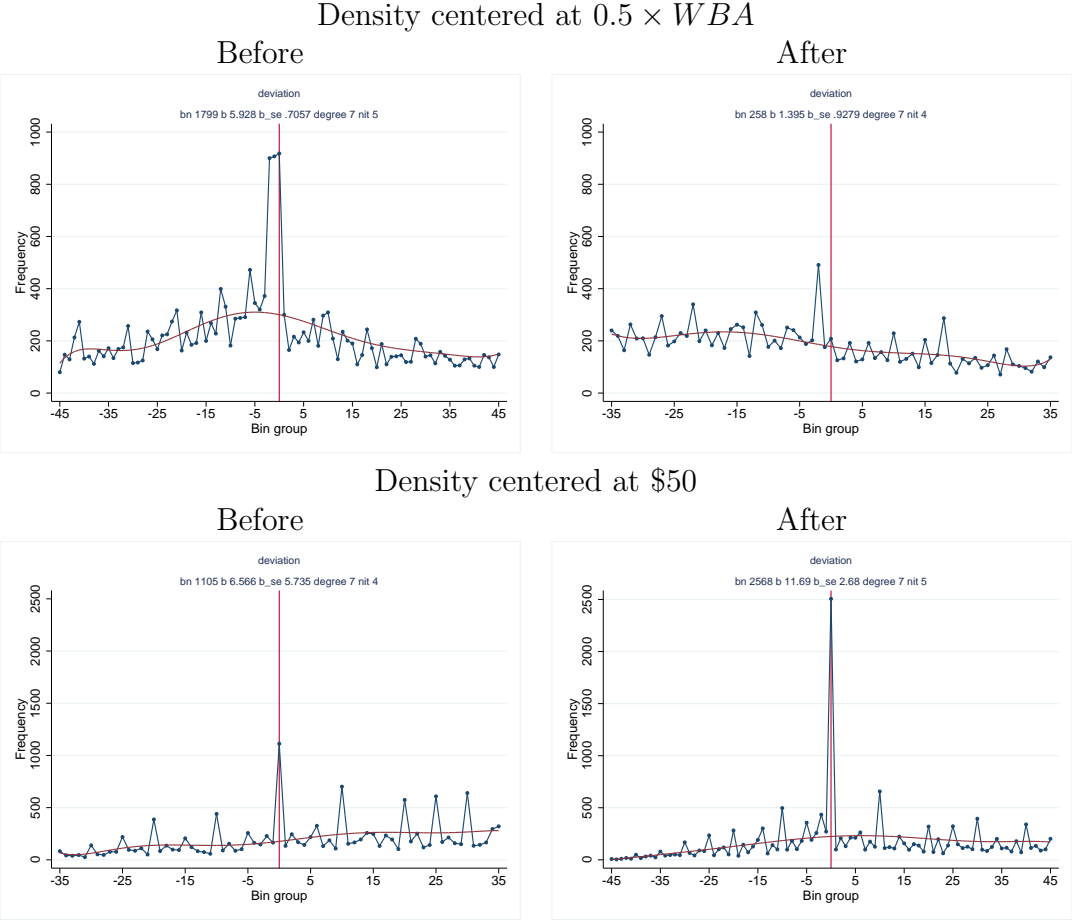 Density centered at 0.5 × WBA
Before
After
deviation
bn 1799 b 5.928 b_se .7057 degree 7 nit 5
Frequency
0 200 400 600 800 1000
-45 -35 -25 -15 -5 5 15 25 35 45
Bin group
deviation
bn 258 b 1.395 b_se .9279 degree 7 nit 4
Frequency
0 200 400 600 800 1000
-35 -25 -15 -5 5 15 25 35
Bin group
Density centered at $50
Before
After
deviation
bn 1105 b 6.566 b_se 5.735 degree 7 nit 4
Frequency
0 500 1000 1500 2000 2500
-35 -25 -15 -5 5 15 25 35
Bin group
deviation
bn 2568 b 11.69 b_se 2.68 degree 7 nit 5
Frequency
0 500 1000 1500 2000 2500
-45 -35 -25 -15 -5 5 15 25 35 45
Bin group